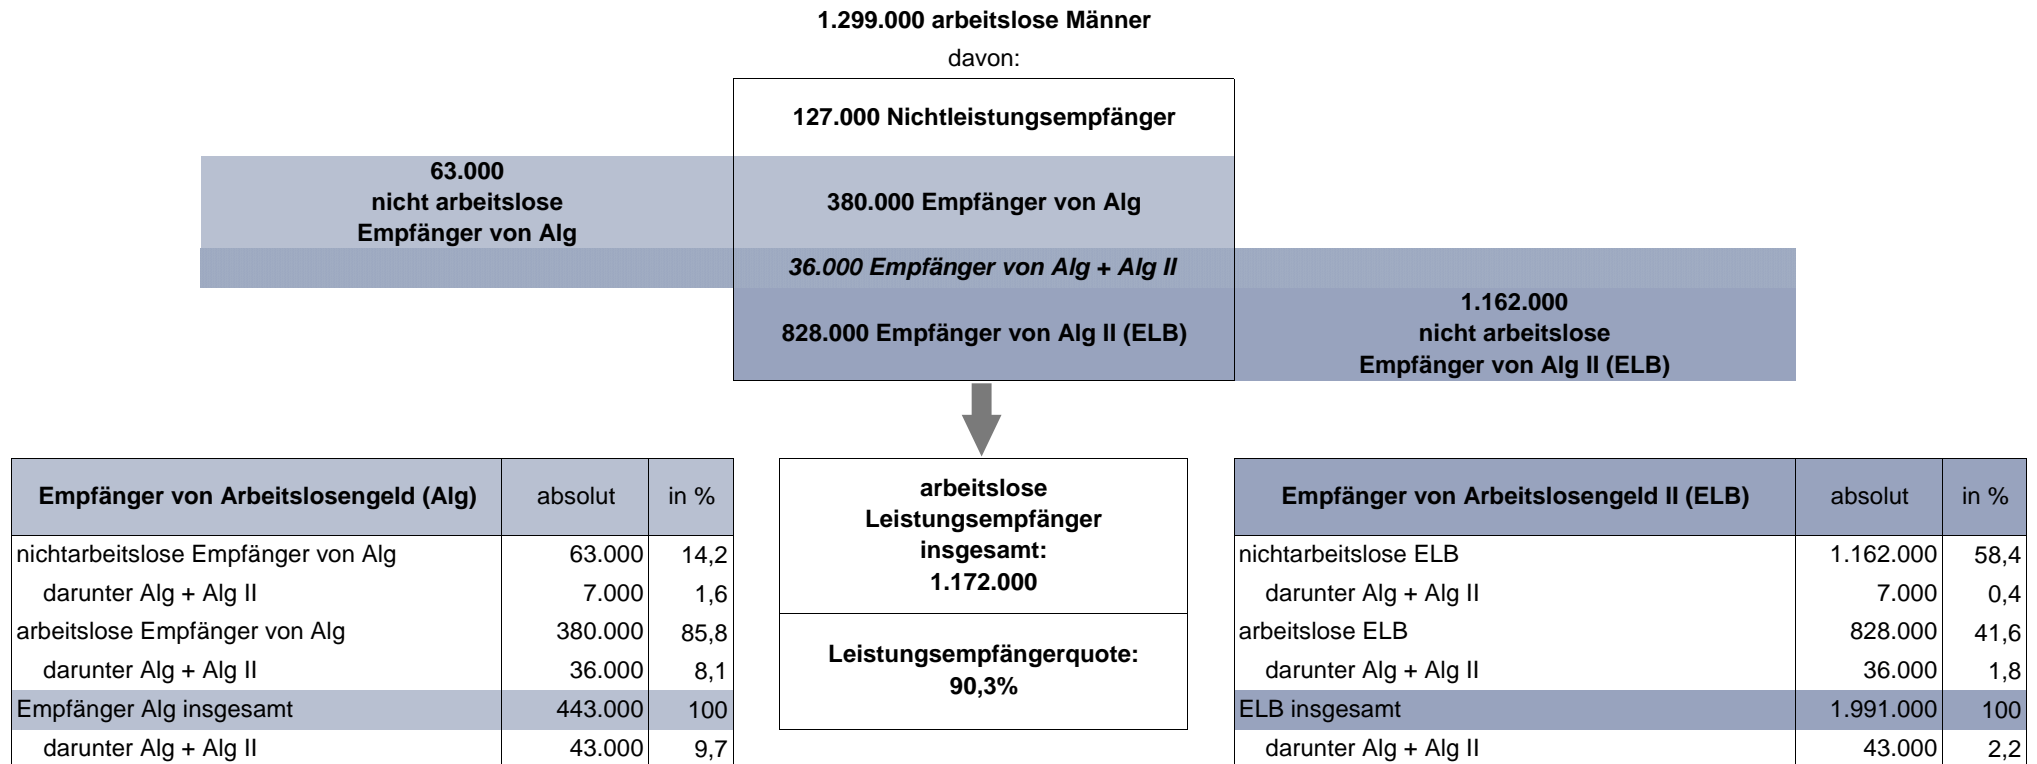 1.299.000 arbeitslose Männer
davon:
127.000 Nichtleistungsempfänger
63.000
nicht arbeitslose
Empfänger von Alg
380.000 Empfänger von Alg
36.000 Empfänger von Alg + Alg II
828.000 Empfänger von Alg II (ELB)
1.162.000
nicht arbeitslose
Empfänger von Alg II (ELB)
Empfänger von Arbeitslosengeld (Alg) absolut in %
nichtarbeitslose Empfänger von Alg 63.000 14,2
darunter Alg + Alg II 7.000 1,6
arbeitslose Empfänger von Alg 380.000 85,8
darunter Alg + Alg II 36.000 8,1
Empfänger Alg insgesamt 443.000 100
darunter Alg + Alg II 43.000 9,7
arbeitslose
Leistungsempfänger
insgesamt:
1.172.000
Leistungsempfängerquote:
90,3%
Empfänger von Arbeitslosengeld II (ELB) absolut in %
nichtarbeitslose ELB 1.162.000 58,4
darunter Alg + Alg II 7.000 0,4
arbeitslose ELB 828.000 41,6
darunter Alg + Alg II 36.000 1,8
ELB insgesamt 1.991.000 100
darunter Alg + Alg II 43.000 2,2